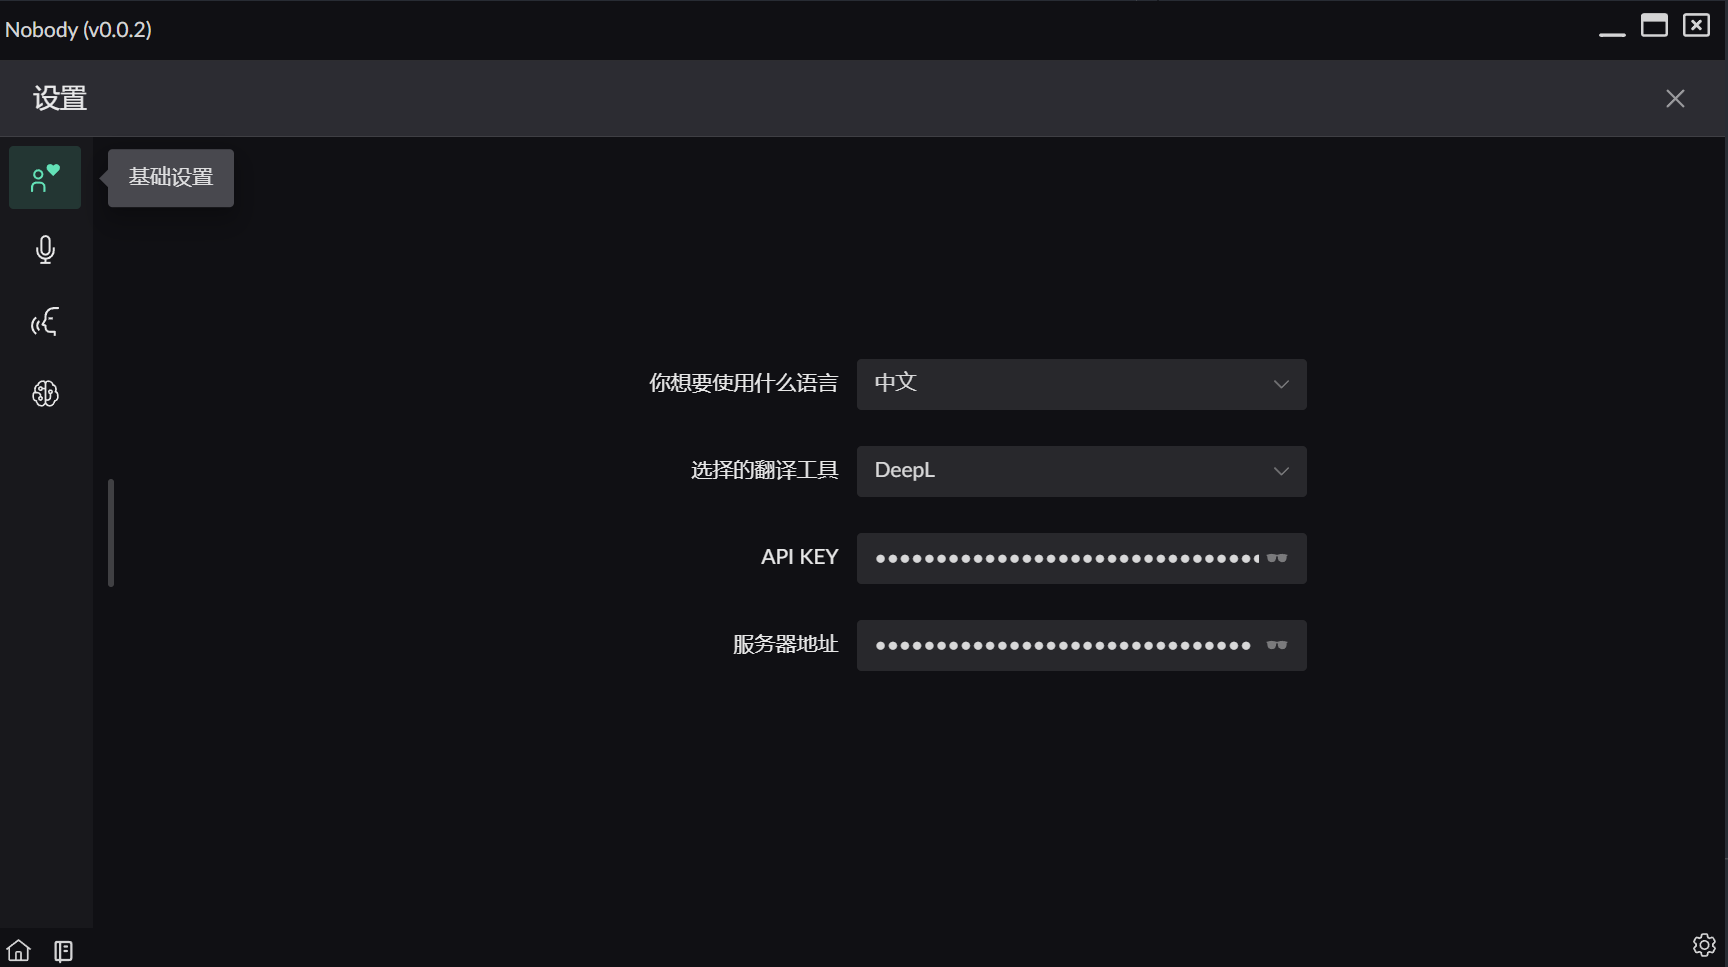 Nobody (v0.0.2)
设置
基础设置
你想要使用什么语言 中文
选择的翻译工具 DeepL
API KEY
服务器地址